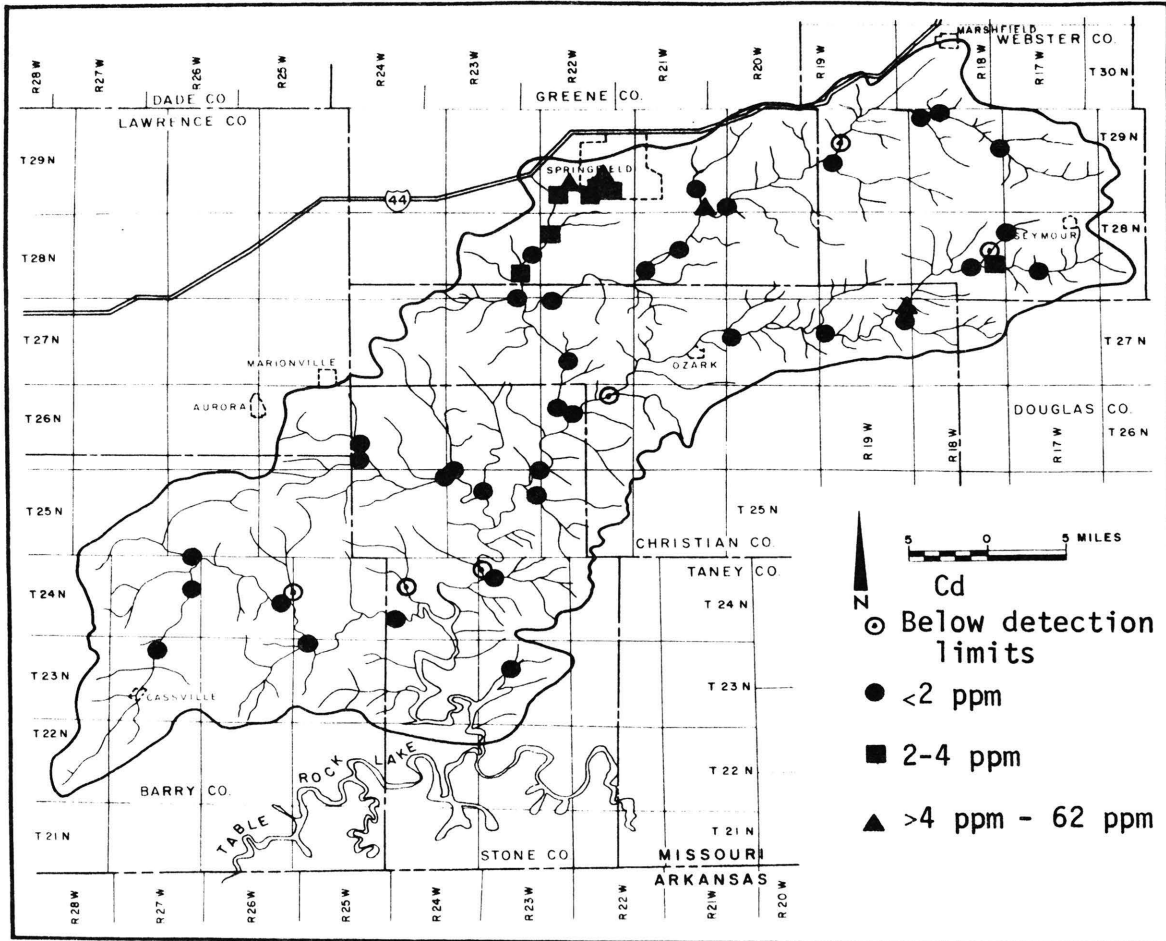 MARSHFIELD
WEBSTER CO.
R28W R27W R26W R25W R24W R23W R22W R21W R20W R19W R18W R17W
T30N
DADE CO
LAWRENCE CO
GREENE CO.
T29N
T29N
SPRINGFIELD
44
T28N
SEYMOUR
T28N
T27N
MARIONVILLE
OZARK
T27N
AURORA
T26N
DOUGLAS CO.
R19W R18W R17W
T26N
T25N
T25N
CHRISTIAN CO.
TANEY CO.
5 0 5 MILES
N
Cd
T24N
T24N
Below detection
limits
T23N
CASSVILLE
T23N
<2 ppm
T22N
TABLE ROCK LAKE
T22N
2-4 ppm
BARRY CO.
T21N
T21N
>4 ppm - 62 ppm
STONE CO
MISSOURI
ARKANSAS
R28W R27W R26W R25W R24W R23W R22W R21W R20W